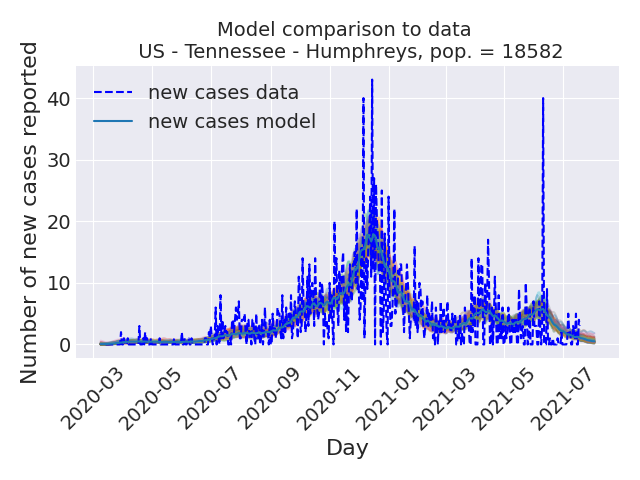 Model comparison to data
US - Tennessee - Humphreys, pop. = 18582
Number of new cases reported
40
30
20
10
0
new cases data
new cases model
2020-03
2020-05
2020-07
2020-09
2020-11
2021-01
2021-03
2021-05
2021-07
Day